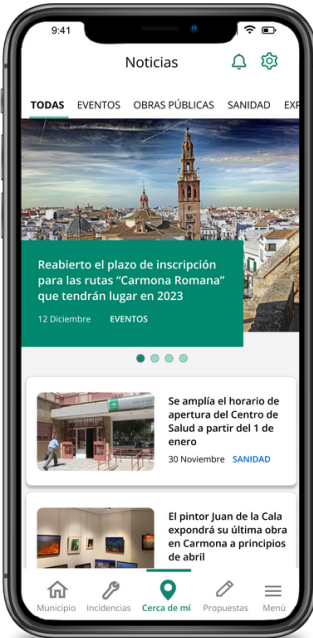 9:41
Noticias
TODAS EVENTOS OBRAS PÚBLICAS SANIDAD EXP
Reabierto el plazo de inscripción
para las rutas “Carmona Romana”
que tendrán lugar en 2023
12 Diciembre EVENTOS
Se amplía el horario de
apertura del Centro de
Salud a partir del 1 de
enero
30 Noviembre SANIDAD
El pintor Juan de la Cala
expondrá su última obra
en Carmona a principios
de abril
Municipio Incidencias Cerca de mí Propuestas Menú